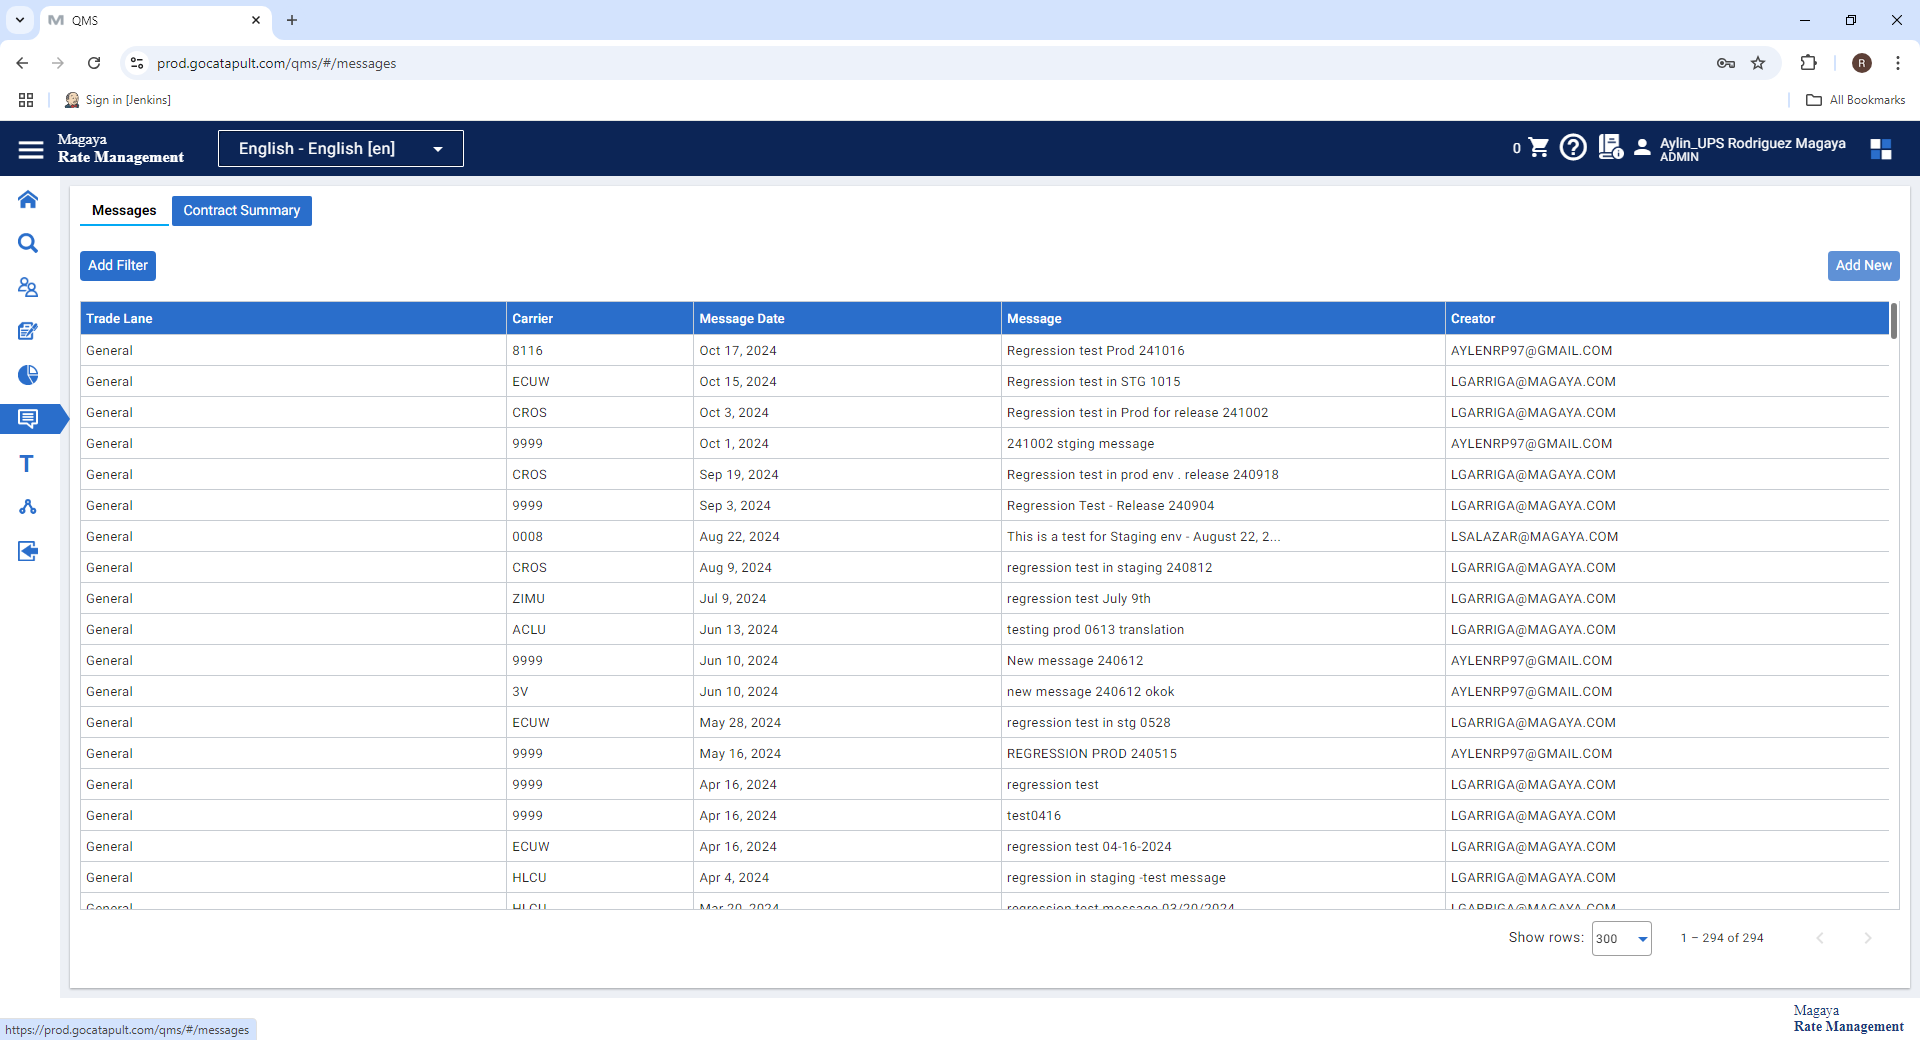 QMS
prod.gocatapult.com/qms/#/messages
R
Sign in [Jenkins]
All Bookmarks
Magaya
Rate Management
English - English [en]
0
Aylin_UPS Rodriguez Magaya
ADMIN
Messages
Contract Summary
Add Filter
Add New
Trade Lane Carrier Message Date Message Creator
General 8116 Oct 17, 2024 Regression test Prod 241016 AYLENRP97@GMAIL.COM
General ECUW Oct 15, 2024 Regression test in STG 1015 LGARRIGA@MAGAYA.COM
General CROS Oct 3, 2024 Regression test in Prod for release 241002 LGARRIGA@MAGAYA.COM
General 9999 Oct 1, 2024 241002 stging message AYLENRP97@GMAIL.COM
General CROS Sep 19, 2024 Regression test in prod env . release 240918 LGARRIGA@MAGAYA.COM
General 9999 Sep 3, 2024 Regression Test - Release 240904 LGARRIGA@MAGAYA.COM
General 0008 Aug 22, 2024 This is a test for Staging env - August 22, 2... LSALAZAR@MAGAYA.COM
General CROS Aug 9, 2024 regression test in staging 240812 LGARRIGA@MAGAYA.COM
General ZIMU Jul 9, 2024 regression test July 9th LGARRIGA@MAGAYA.COM
General ACLU Jun 13, 2024 testing prod 0613 translation LGARRIGA@MAGAYA.COM
General 9999 Jun 10, 2024 New message 240612 AYLENRP97@GMAIL.COM
General 3V Jun 10, 2024 new message 240612 okok AYLENRP97@GMAIL.COM
General ECUW May 28, 2024 regression test in stg 0528 LGARRIGA@MAGAYA.COM
General 9999 May 16, 2024 REGRESSION PROD 240515 AYLENRP97@GMAIL.COM
General 9999 Apr 16, 2024 regression test LGARRIGA@MAGAYA.COM
General 9999 Apr 16, 2024 test0416 LGARRIGA@MAGAYA.COM
General ECUW Apr 16, 2024 regression test 04-16-2024 LGARRIGA@MAGAYA.COM
General HLCU Apr 4, 2024 regression in staging -test message LGARRIGA@MAGAYA.COM
General HLCU Mar 20, 2024 regression test message 03/20/2024 LGARRIGA@MAGAYA.COM
Show rows: 300 1 – 294 of 294
https://prod.gocatapult.com/qms/#/messages
Magaya
Rate Management